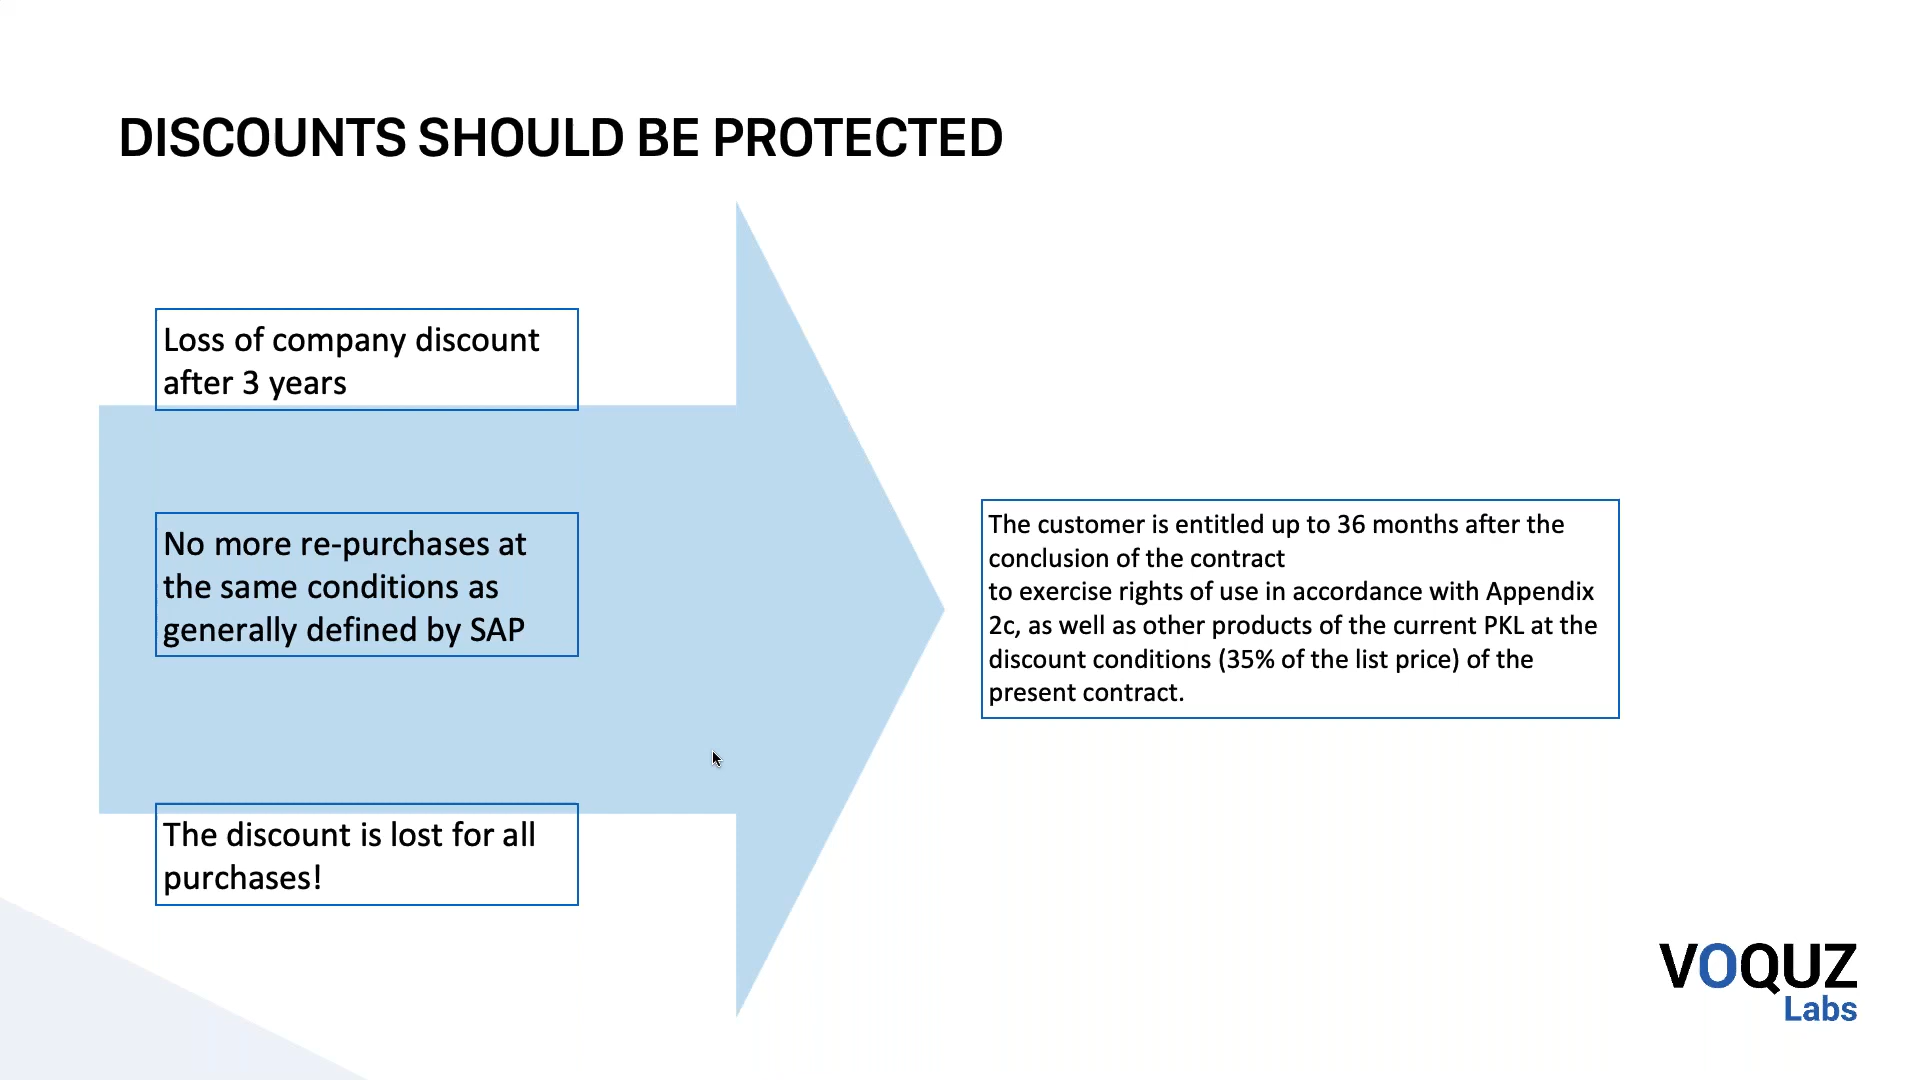 DISCOUNTS SHOULD BE PROTECTED
Loss of company discount
after 3 years
No more re-purchases at
the same conditions as
generally defined by SAP
The discount is lost for all
purchases!
The customer is entitled up to 36 months after the
conclusion of the contract
to exercise rights of use in accordance with Appendix
2c, as well as other products of the current PKL at the
discount conditions (35% of the list price) of the
present contract.
VOQUZ
Labs